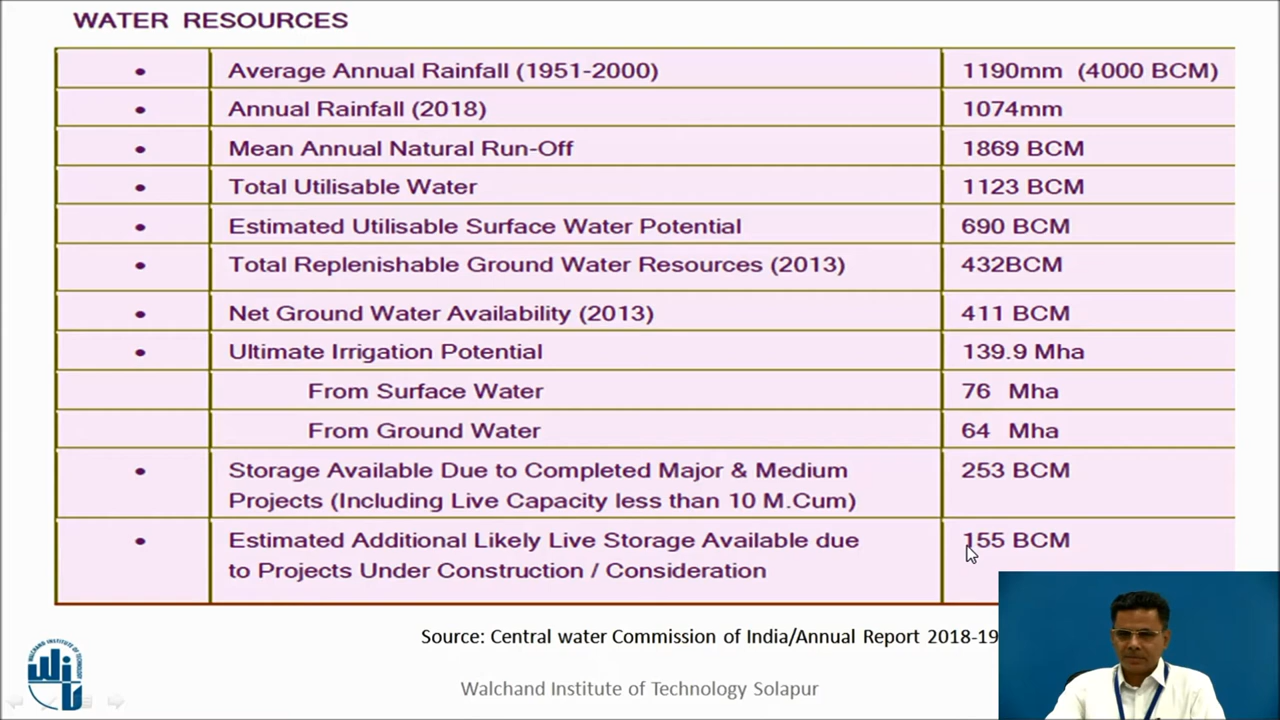 WATER RESOURCES
• Average Annual Rainfall (1951-2000) 1190mm (4000 BCM)
• Annual Rainfall (2018) 1074mm
• Mean Annual Natural Run-Off 1869 BCM
• Total Utilisable Water 1123 BCM
• Estimated Utilisable Surface Water Potential 690 BCM
• Total Replenishable Ground Water Resources (2013) 432BCM
• Net Ground Water Availability (2013) 411 BCM
• Ultimate Irrigation Potential 139.9 Mha
From Surface Water 76 Mha
From Ground Water 64 Mha
• Storage Available Due to Completed Major & Medium 253 BCM
Projects (Including Live Capacity less than 10 M.Cum)
• Estimated Additional Likely Live Storage Available due 155 BCM
to Projects Under Construction / Consideration
Source: Central water Commission of India/Annual Report 2018-19
Walchand Institute of Technology Solapur